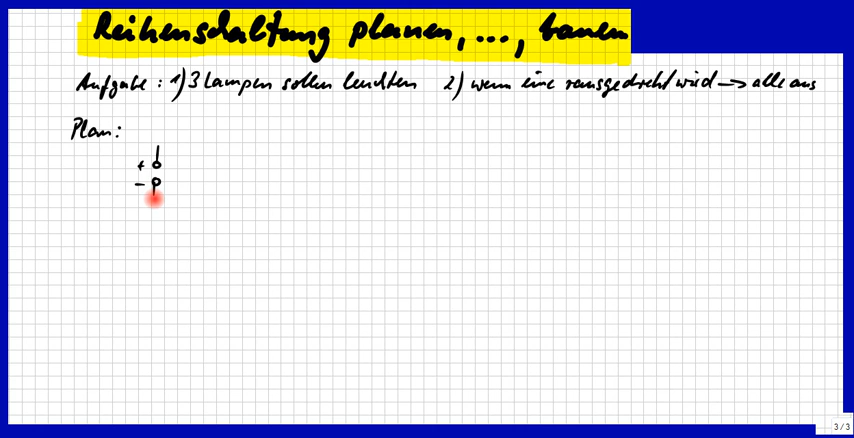 Reihenschaltung planen, ..., bauen
Aufgabe: 1) 3 Lampen sollen leuchten 2) wenn eine rausgedreht wird → alle aus
Plan:
+
-
3/3